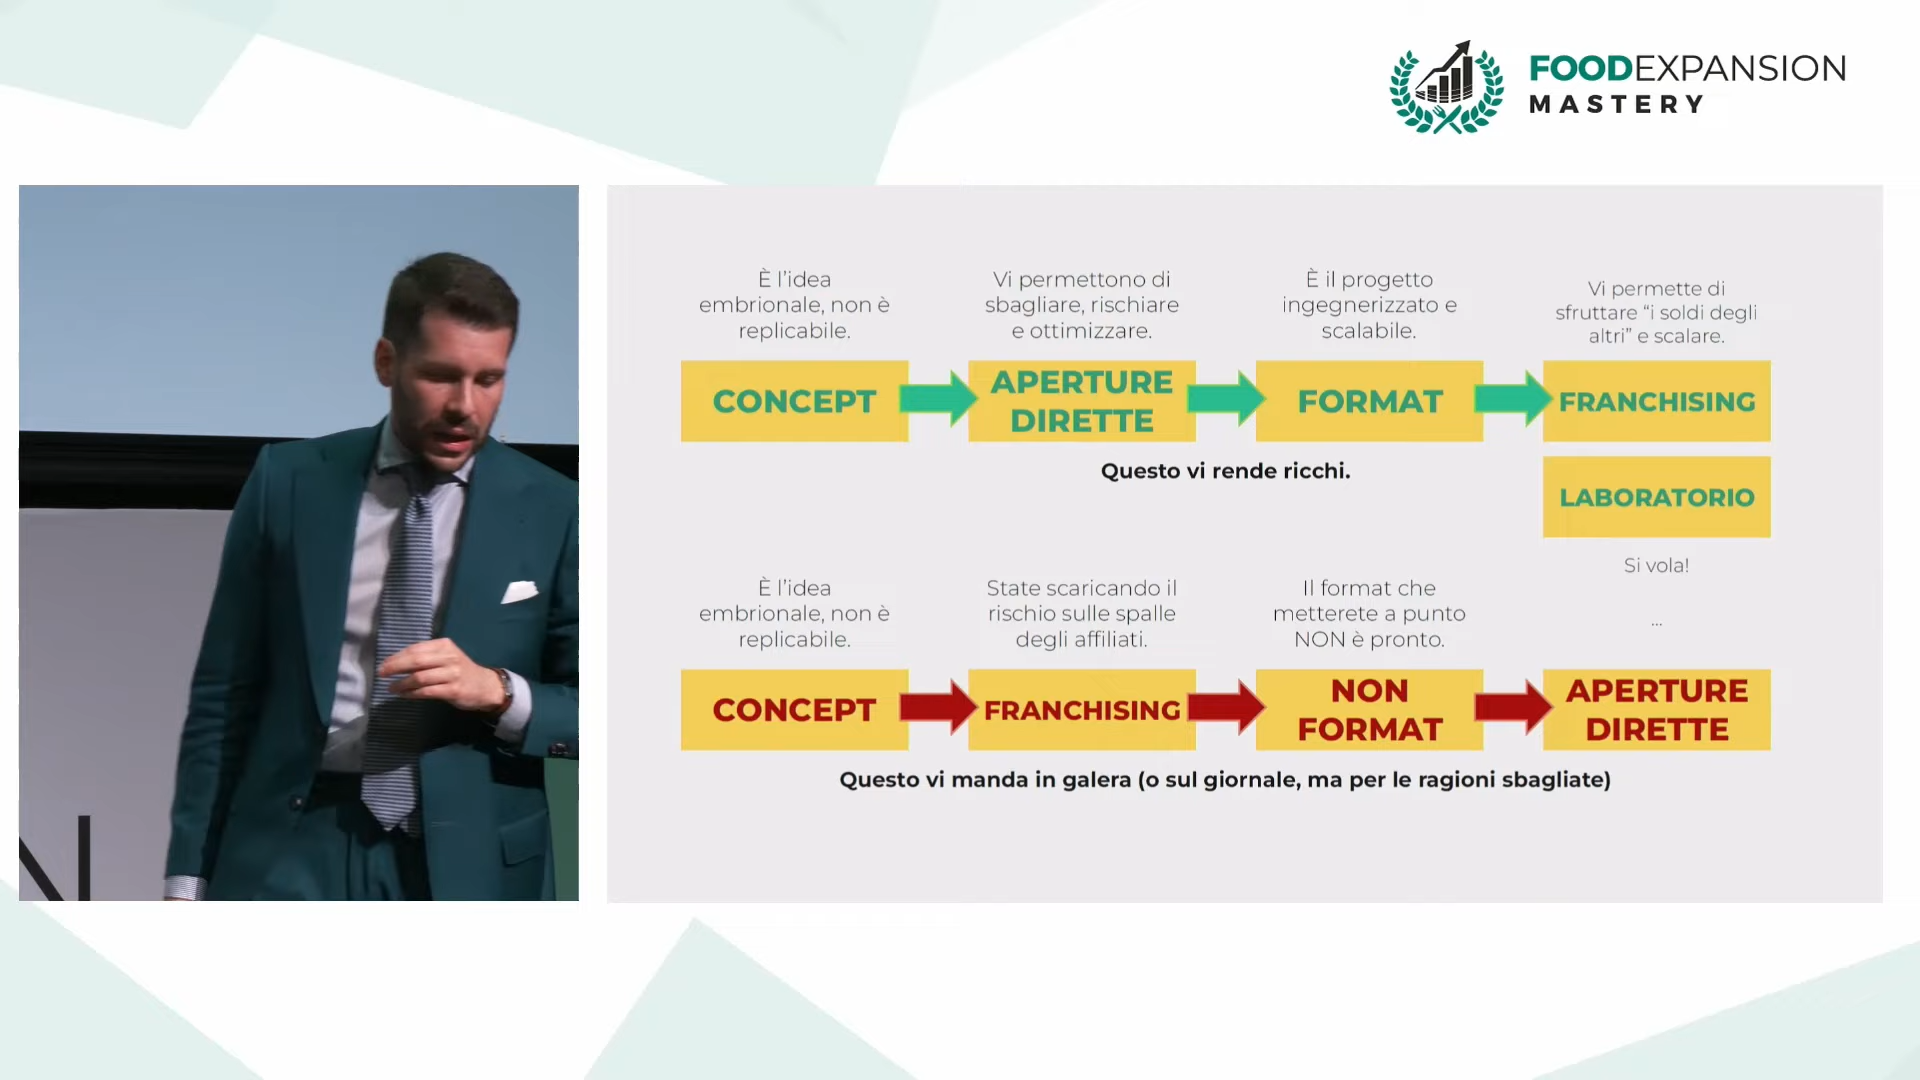 FOODEXPANSION
MASTERY
È l’idea
embrionale, non è
replicabile.
Vi permettono di
sbagliare, rischiare
e ottimizzare.
È il progetto
ingegnerizzato e
scalabile.
Vi permette di
sfruttare “i soldi degli
altri” e scalare.
CONCEPT
APERTURE
DIRETTE
FORMAT
FRANCHISING
Questo vi rende ricchi.
LABORATORIO
Si vola!
...
È l’idea
embrionale, non è
replicabile.
State scaricando il
rischio sulle spalle
degli affiliati.
Il format che
metterete a punto
NON è pronto.
CONCEPT
FRANCHISING
NON
FORMAT
APERTURE
DIRETTE
Questo vi manda in galera (o sul giornale, ma per le ragioni sbagliate)